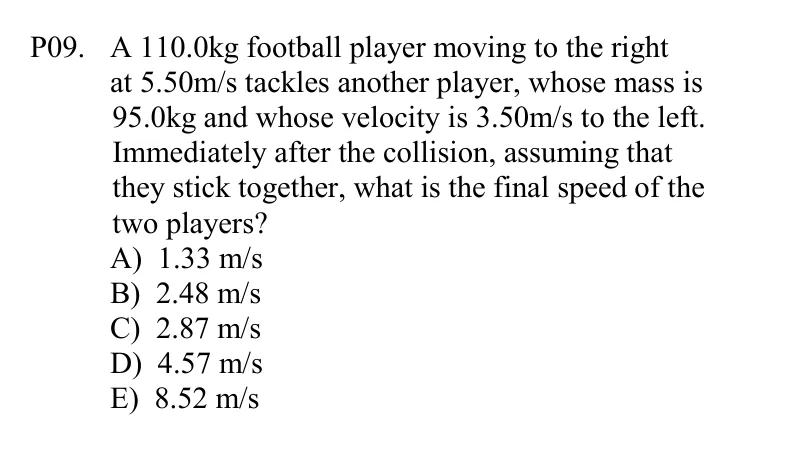 P09. A 110.0kg football player moving to the right
at 5.50m/s tackles another player, whose mass is
95.0kg and whose velocity is 3.50m/s to the left.
Immediately after the collision, assuming that
they stick together, what is the final speed of the
two players?
A) 1.33 m/s
B) 2.48 m/s
C) 2.87 m/s
D) 4.57 m/s
E) 8.52 m/s